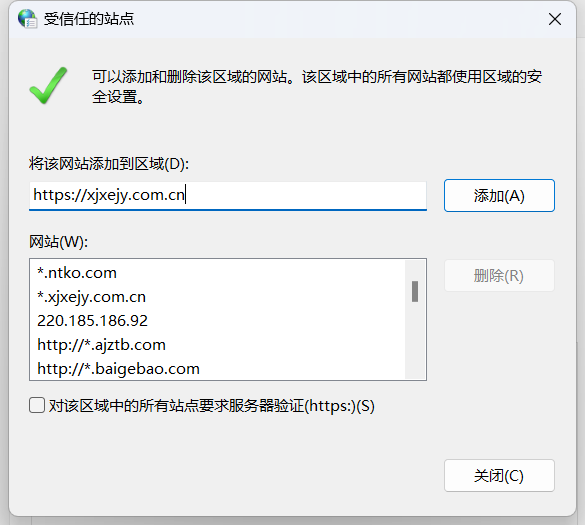 受信任的站点
可以添加和删除该区域的网站。该区域中的所有网站都使用区域的安
全设置。
将该网站添加到区域(D):
https://xjxejy.com.cn
添加(A)
网站(W):
*.ntko.com
*.xjxejy.com.cn
220.185.186.92
http://*.ajztb.com
http://*.baigebao.com
删除(R)
对该区域中的所有站点要求服务器验证(https:)(S)
关闭(C)